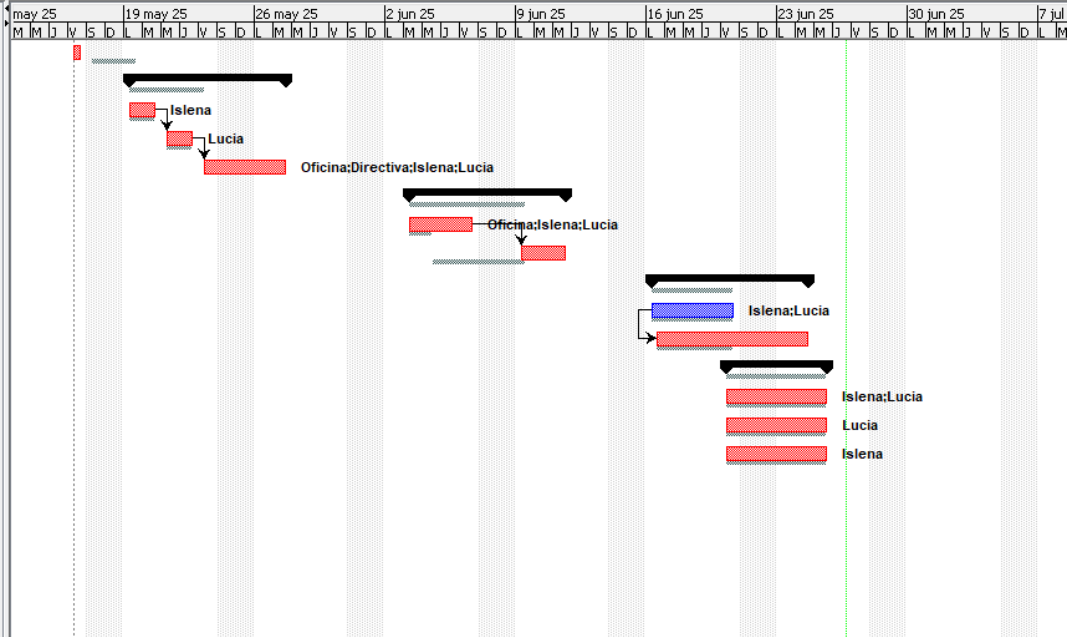 may 25 19 may 25 26 may 25 2 jun 25 9 jun 25 16 jun 25 23 jun 25 30 jun 25 7 jul
M M J V S D L M M J V S D L M M J V S D L M M J V S D L M M J V S D L M M J V S D L M M J V S D L M M J V S D L M
Islena
Lucia
Oficina;Directiva;Islena;Lucia
Oficina;Islena;Lucia
Islena;Lucia
Islena;Lucia
Lucia
Islena